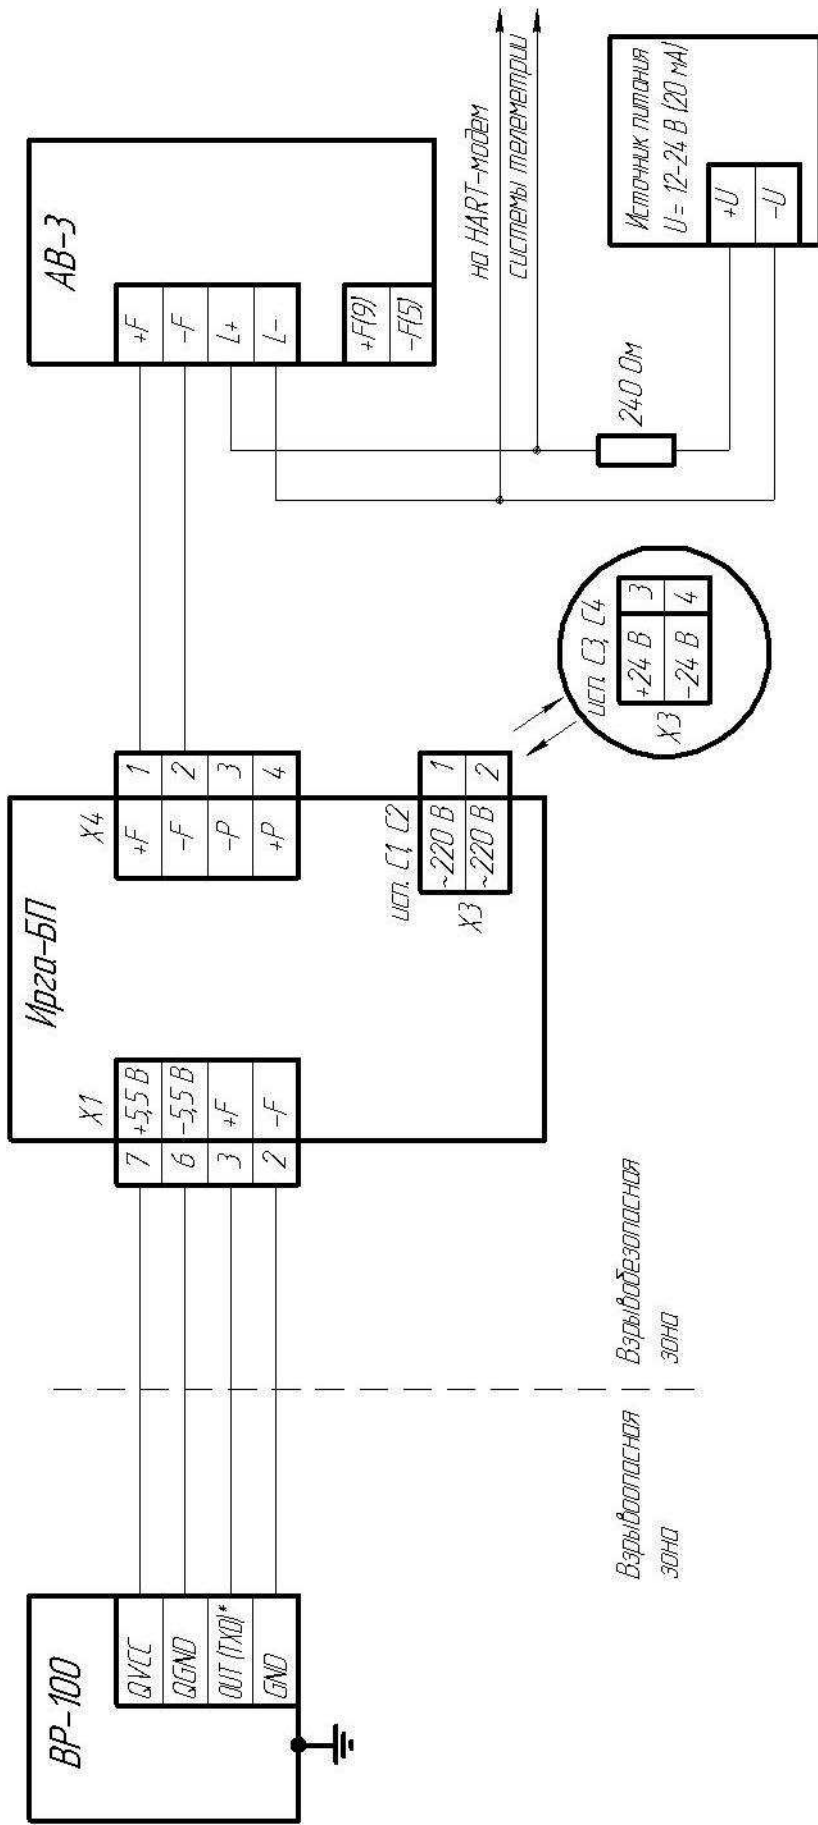 ВР-100
QVCC
QGND
OUT (TXD)*
GND
Взрывоопасная
зона
Взрывобезопасная
зона
Ирга-БП
X1
7 +5,5 В
6 -5,5 В
3 +F
2 -F
X4
+F 1
-F 2
-P 3
+P 4
исп. С1, С2
~220 В 1
~220 В 2
X3
исп. С3, С4
+24 В 3
-24 В 4
X3
АВ-3
+F
-F
L+
L-
+F(9)
-F(5)
на HART-модем
системы телеметрии
240 Ом
Источник питания
U= 12-24 В (20 мА)
+U
-U